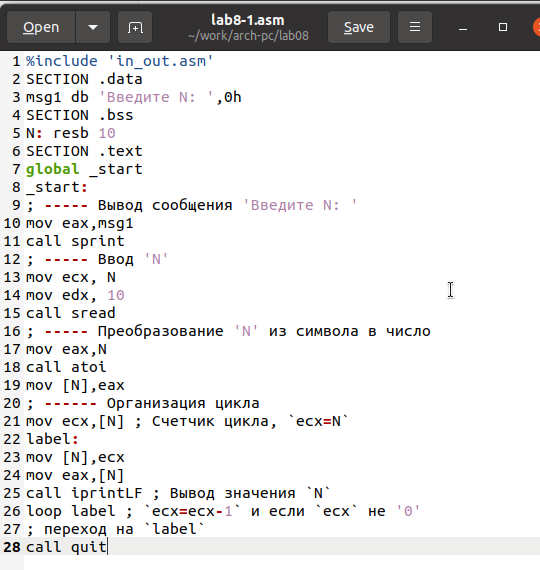 Open
lab8-1.asm
~/work/arch-pc/lab08
Save
1 %include 'in_out.asm'
2 SECTION .data
3 msg1 db 'Введите N: ',0h
4 SECTION .bss
5 N: resb 10
6 SECTION .text
7 global _start
8 _start:
9 ; ----- Вывод сообщения 'Введите N: '
10 mov eax,msg1
11 call sprint
12 ; ----- Ввод 'N'
13 mov ecx, N
14 mov edx, 10
15 call sread
16 ; ----- Преобразование 'N' из символа в число
17 mov eax,N
18 call atoi
19 mov [N],eax
20 ; ------ Организация цикла
21 mov ecx,[N] ; Счетчик цикла, `ecx=N`
22 label:
23 mov [N],ecx
24 mov eax,[N]
25 call iprintLF ; Вывод значения `N`
26 loop label ; `ecx=ecx-1` и если `ecx` не '0'
27 ; переход на `label`
28 call quit